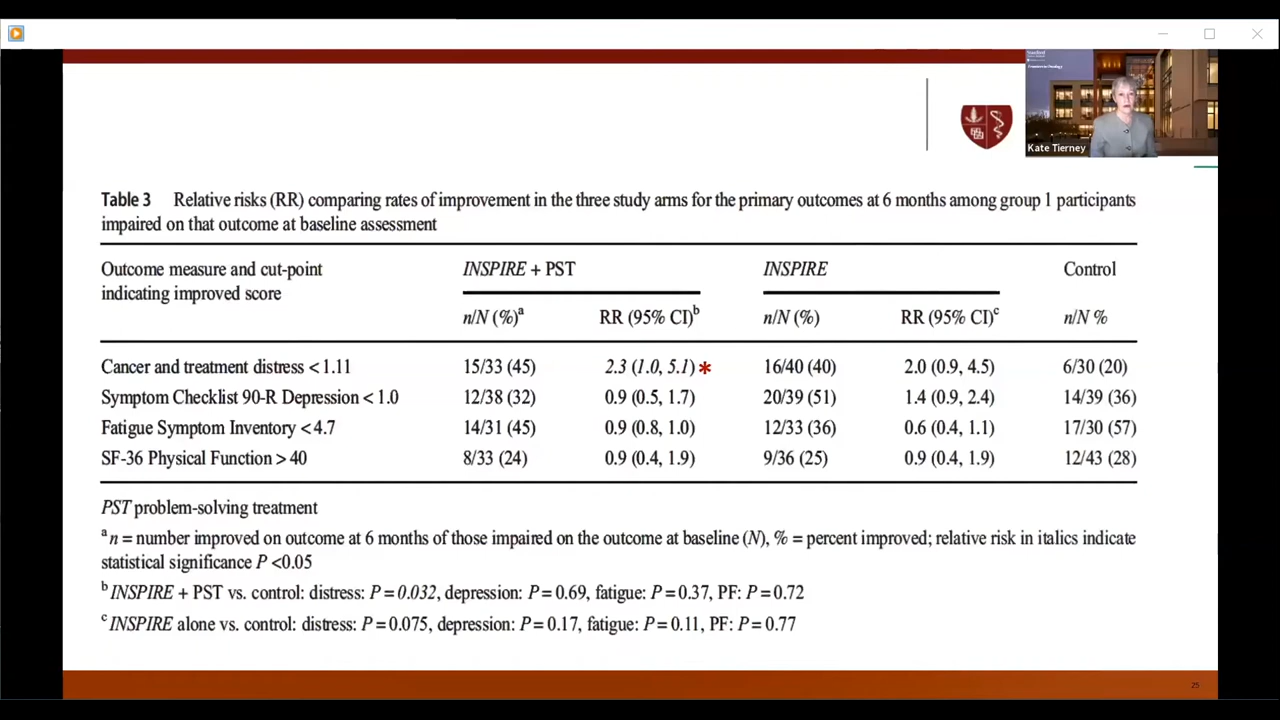 Kate Tierney
Table 3 Relative risks (RR) comparing rates of improvement in the three study arms for the primary outcomes at 6 months among group 1 participants
impaired on that outcome at baseline assessment
Outcome measure and cut-point
indicating improved score
INSPIRE + PST
INSPIRE
Control
n/N (%)a RR (95% CI)b n/N (%) RR (95% CI)c n/N %
Cancer and treatment distress < 1.11 15/33 (45) 2.3 (1.0, 5.1) * 16/40 (40) 2.0 (0.9, 4.5) 6/30 (20)
Symptom Checklist 90-R Depression < 1.0 12/38 (32) 0.9 (0.5, 1.7) 20/39 (51) 1.4 (0.9, 2.4) 14/39 (36)
Fatigue Symptom Inventory < 4.7 14/31 (45) 0.9 (0.8, 1.0) 12/33 (36) 0.6 (0.4, 1.1) 17/30 (57)
SF-36 Physical Function > 40 8/33 (24) 0.9 (0.4, 1.9) 9/36 (25) 0.9 (0.4, 1.9) 12/43 (28)
PST problem-solving treatment
a n = number improved on outcome at 6 months of those impaired on the outcome at baseline (N), % = percent improved; relative risk in italics indicate
statistical significance P <0.05
b INSPIRE + PST vs. control: distress: P = 0.032, depression: P = 0.69, fatigue: P = 0.37, PF: P = 0.72
c INSPIRE alone vs. control: distress: P = 0.075, depression: P = 0.17, fatigue: P = 0.11, PF: P = 0.77
25